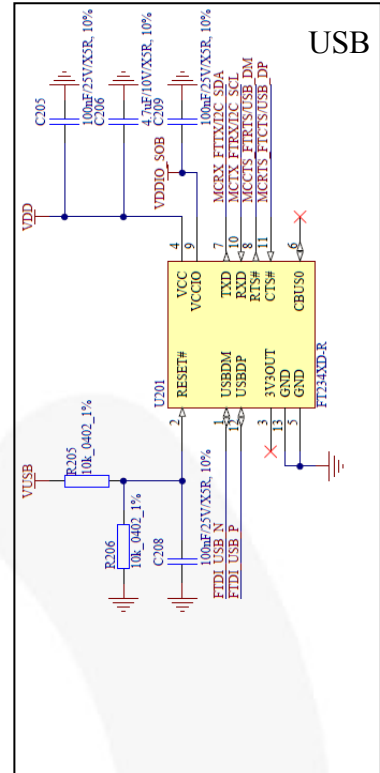 USB
VDD
C205
100nF/25V/X5R, 10%
C206
4.7uF/10V/X5R, 10%
C209
100nF/25V/X5R, 10%
VDDIO_SOB
MCRX_FTTX/I2C_SDA
MCTX_FTRX/I2C_SCL
MCCTS_FTRTS/USB_DM
MCRTS_FTCTS/USB_DP
4
9
7
10
8
11
6
VCC
VCCIO
TXD
RXD
RTS#
CTS#
CBUS0
U201
RESET#
USBDM
USBDP
3V3OUT
GND
GND
FT234XD-R
2
1
12
3
13
5
VUSB
R205
10k_0402_1%
R206
10k_0402_1%
C208
100nF/25V/X5R, 10%
FTDI_USB_N
FTDI_USB_P